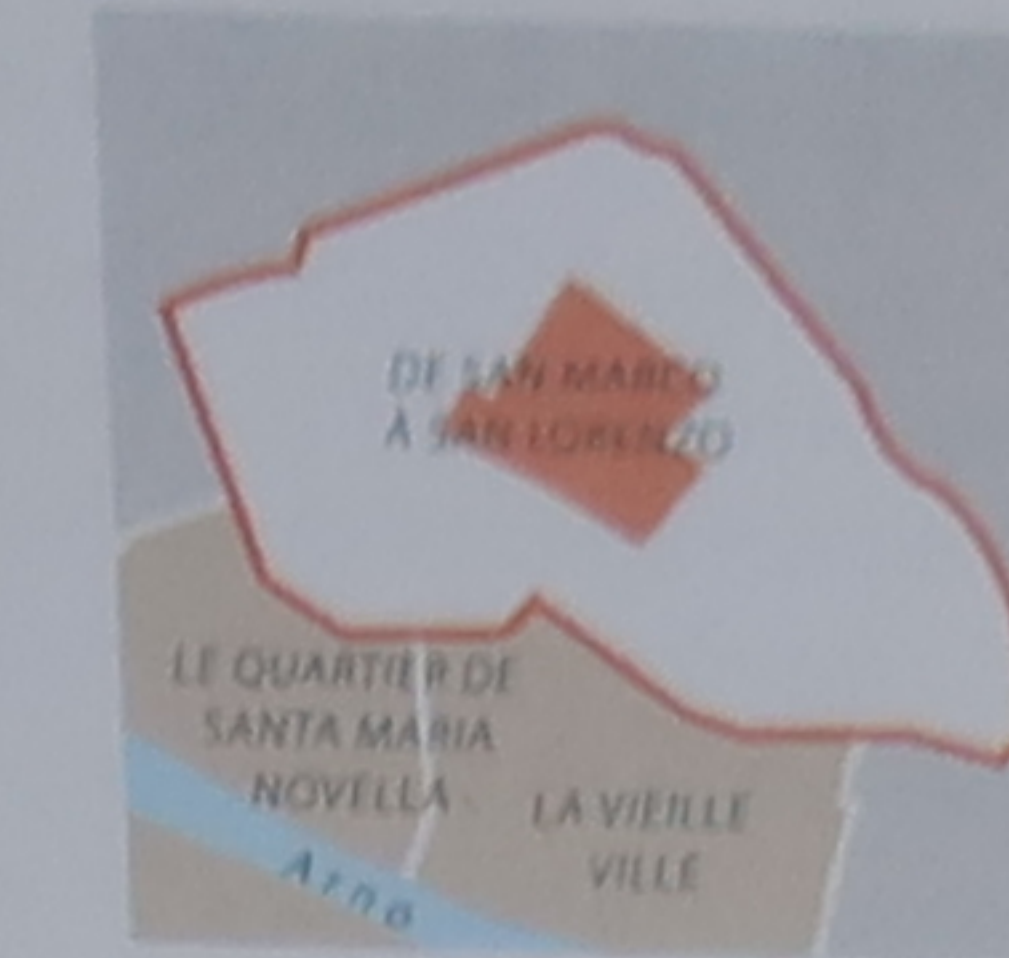 DE SAN MARCO
À SAN LORENZO
LE QUARTIER DE
SANTA MARIA
NOVELLA
LA VIEILLE
VILLE
Arno